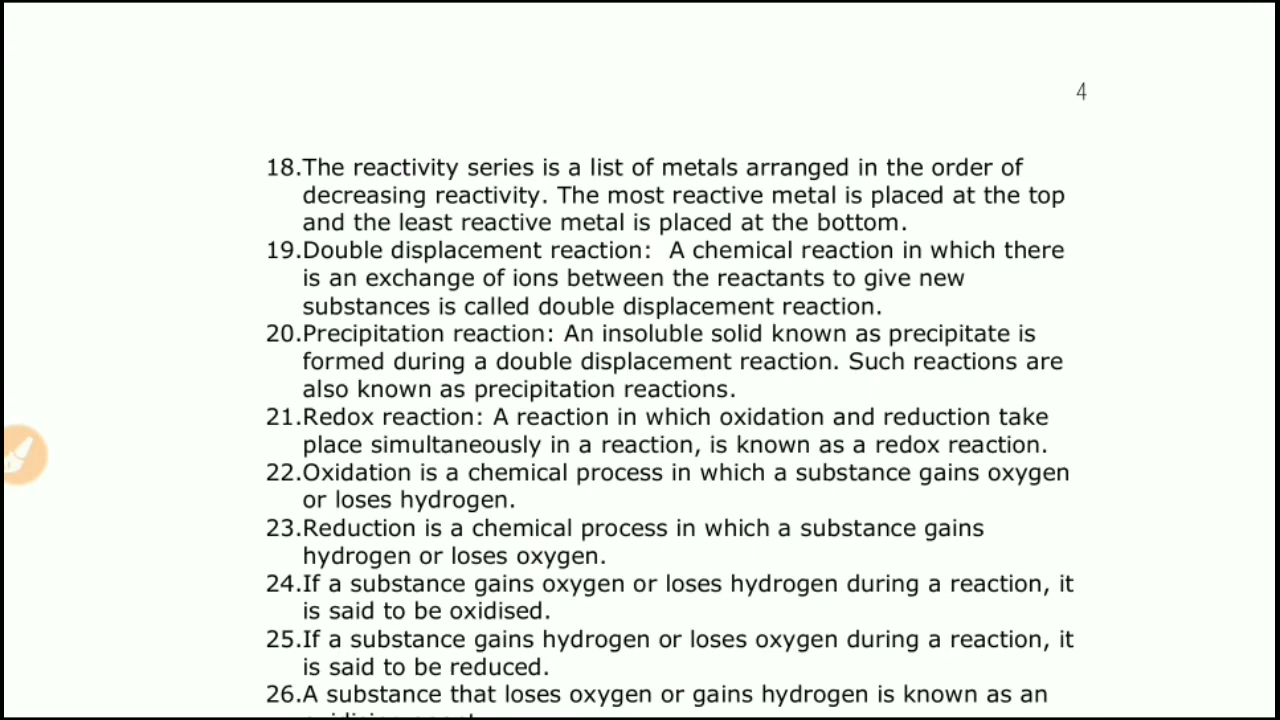 4
18.The reactivity series is a list of metals arranged in the order of
decreasing reactivity. The most reactive metal is placed at the top
and the least reactive metal is placed at the bottom.
19.Double displacement reaction:  A chemical reaction in which there
is an exchange of ions between the reactants to give new
substances is called double displacement reaction.
20.Precipitation reaction: An insoluble solid known as precipitate is
formed during a double displacement reaction. Such reactions are
also known as precipitation reactions.
21.Redox reaction: A reaction in which oxidation and reduction take
place simultaneously in a reaction, is known as a redox reaction.
22.Oxidation is a chemical process in which a substance gains oxygen
or loses hydrogen.
23.Reduction is a chemical process in which a substance gains
hydrogen or loses oxygen.
24.If a substance gains oxygen or loses hydrogen during a reaction, it
is said to be oxidised.
25.If a substance gains hydrogen or loses oxygen during a reaction, it
is said to be reduced.
26.A substance that loses oxygen or gains hydrogen is known as an